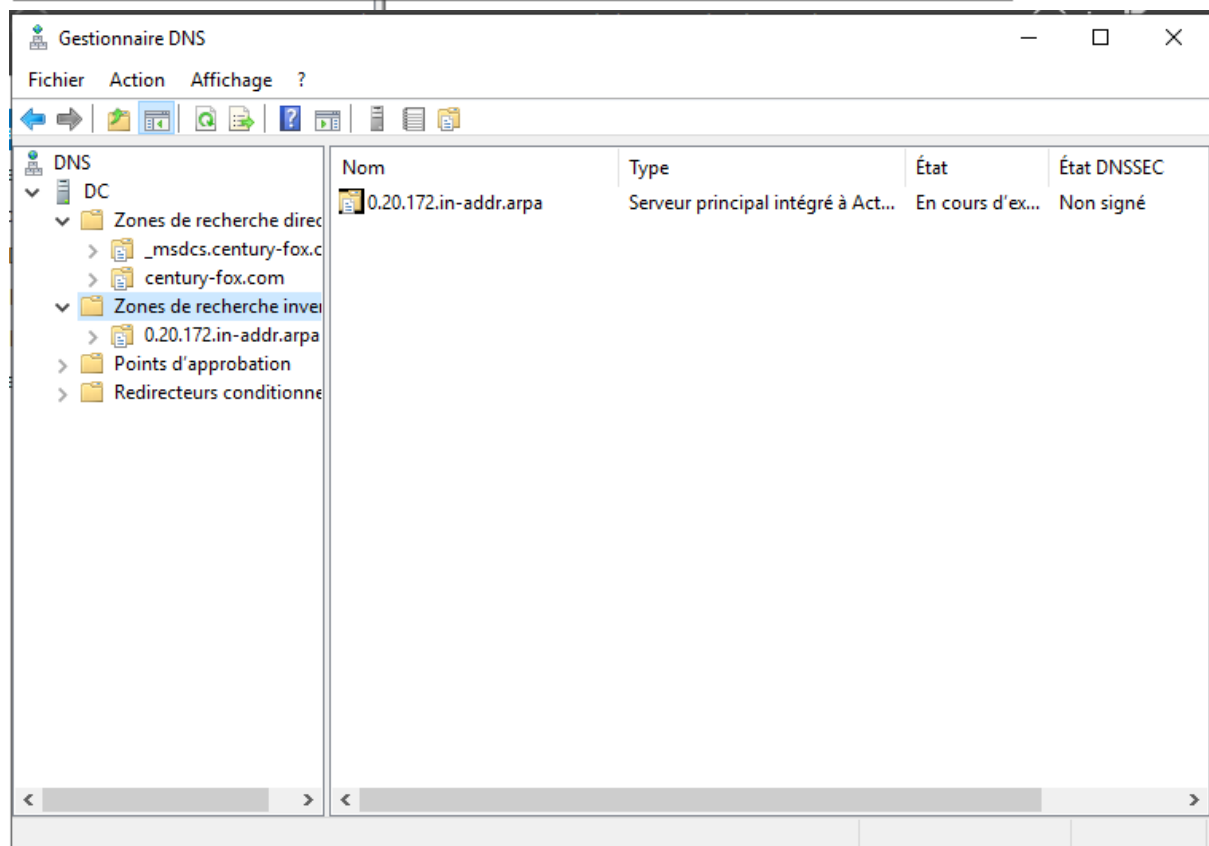 Gestionnaire DNS
Fichier Action Affichage ?
DNS
DC
Zones de recherche direc
_msdcs.century-fox.c
century-fox.com
Zones de recherche inver
0.20.172.in-addr.arpa
Points d'approbation
Redirecteurs conditionne
Nom Type État État DNSSEC
0.20.172.in-addr.arpa Serveur principal intégré à Act... En cours d'ex... Non signé